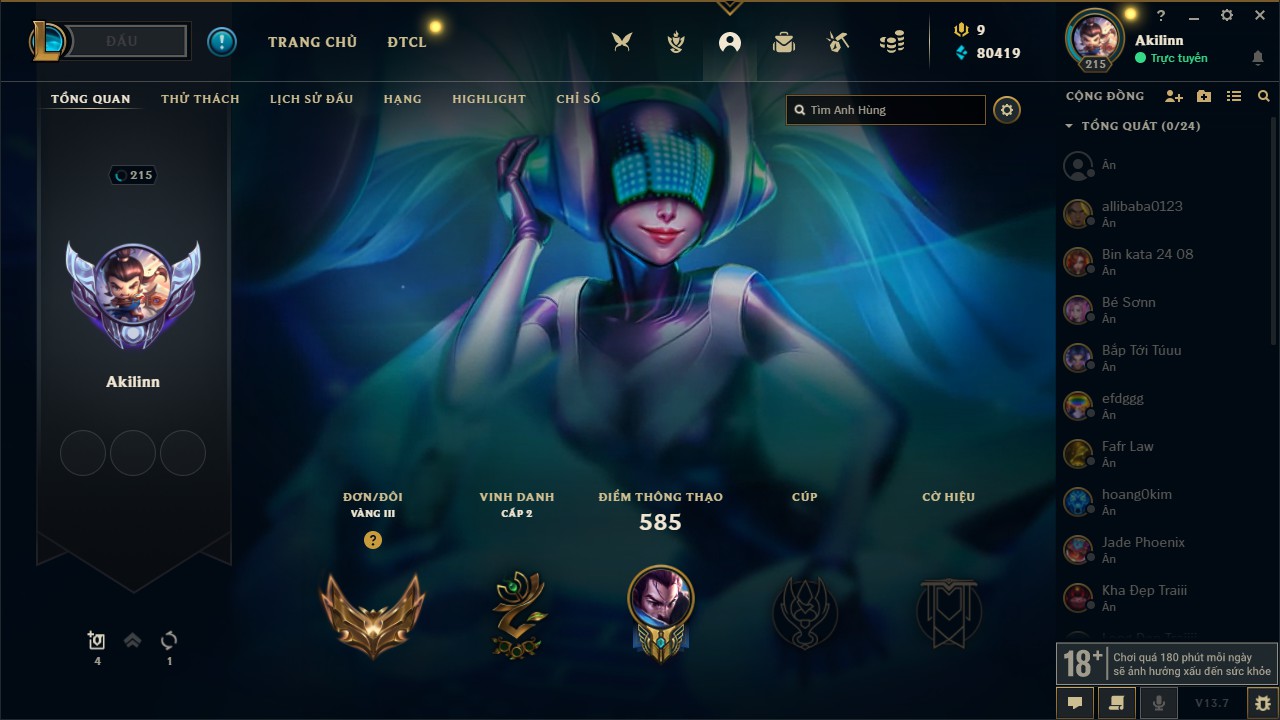 ĐẤU
TRANG CHỦ
ĐTCL
9
80419
?
Akilinn
Trực tuyến
215
TỔNG QUAN
THỬ THÁCH
LỊCH SỬ ĐẤU
HẠNG
HIGHLIGHT
CHỈ SỐ
Tìm Anh Hùng
CỘNG ĐỒNG
TỔNG QUÁT (0/24)
215
Akilinn
Ẩn
allibaba0123
Ẩn
Bin kata 24 08
Ẩn
Bé Sơnn
Ẩn
Bắp Tới Túuu
Ẩn
efdggg
Ẩn
Fafr Law
Ẩn
hoang0kim
Ẩn
Jade Phoenix
Ẩn
Kha Đẹp Traiii
Ẩn
ĐƠN/ĐÔI
VÀNG III
?
VINH DANH
CẤP 2
ĐIỂM THÔNG THẠO
585
CÚP
CỜ HIỆU
4
1
18+
Chơi quá 180 phút mỗi ngày
sẽ ảnh hưởng xấu đến sức khỏe
V13.7